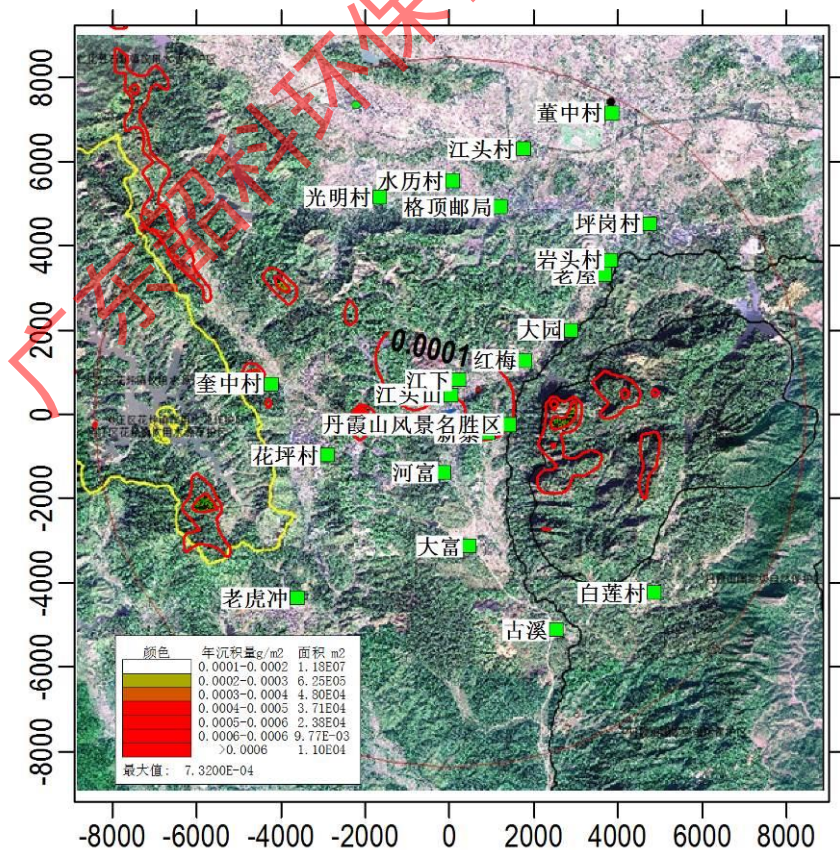 广东韶科环保
8000
6000
4000
2000
0
-2000
-4000
-6000
-8000
董中村
江头村
水历村
光明村
格顶邮局
坪岗村
岩头村
老屋
大园
0.0001
红梅
江下
奎中村
江头山
丹霞山风景名胜区
花坪村
河富
大富
老虎冲
白莲村
古溪
颜色 年沉积量g/m2 面积 m2
0.0001-0.0002 1.18E07
0.0002-0.0003 6.25E05
0.0003-0.0004 4.80E04
0.0004-0.0005 3.71E04
0.0005-0.0006 2.38E04
0.0006-0.0006 9.77E-03
>0.0006 1.10E04
最大值: 7.3200E-04
-8000 -6000 -4000 -2000 0 2000 4000 6000 8000